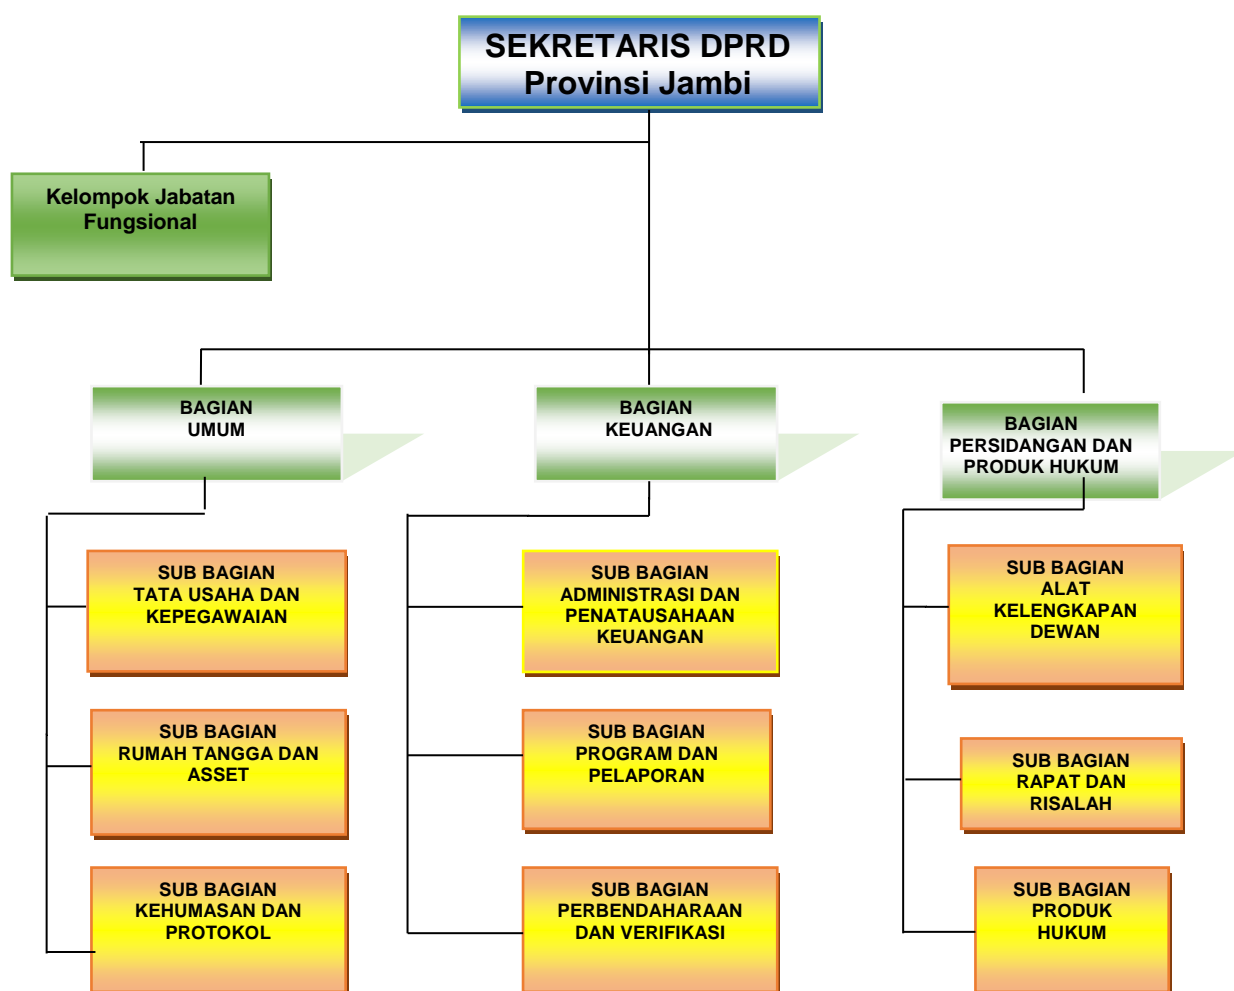 SEKRETARIS DPRD
Provinsi Jambi
Kelompok Jabatan
Fungsional
BAGIAN
UMUM
BAGIAN
KEUANGAN
BAGIAN
PERSIDANGAN DAN
PRODUK HUKUM
SUB BAGIAN
TATA USAHA DAN
KEPEGAWAIAN
SUB BAGIAN
ADMINISTRASI DAN
PENATAUSAHAAN
KEUANGAN
SUB BAGIAN
ALAT
KELENGKAPAN
DEWAN
SUB BAGIAN
RUMAH TANGGA DAN
ASSET
SUB BAGIAN
PROGRAM DAN
PELAPORAN
SUB BAGIAN
RAPAT DAN
RISALAH
SUB BAGIAN
KEHUMASAN DAN
PROTOKOL
SUB BAGIAN
PERBENDAHARAAN
DAN VERIFIKASI
SUB BAGIAN
PRODUK
HUKUM